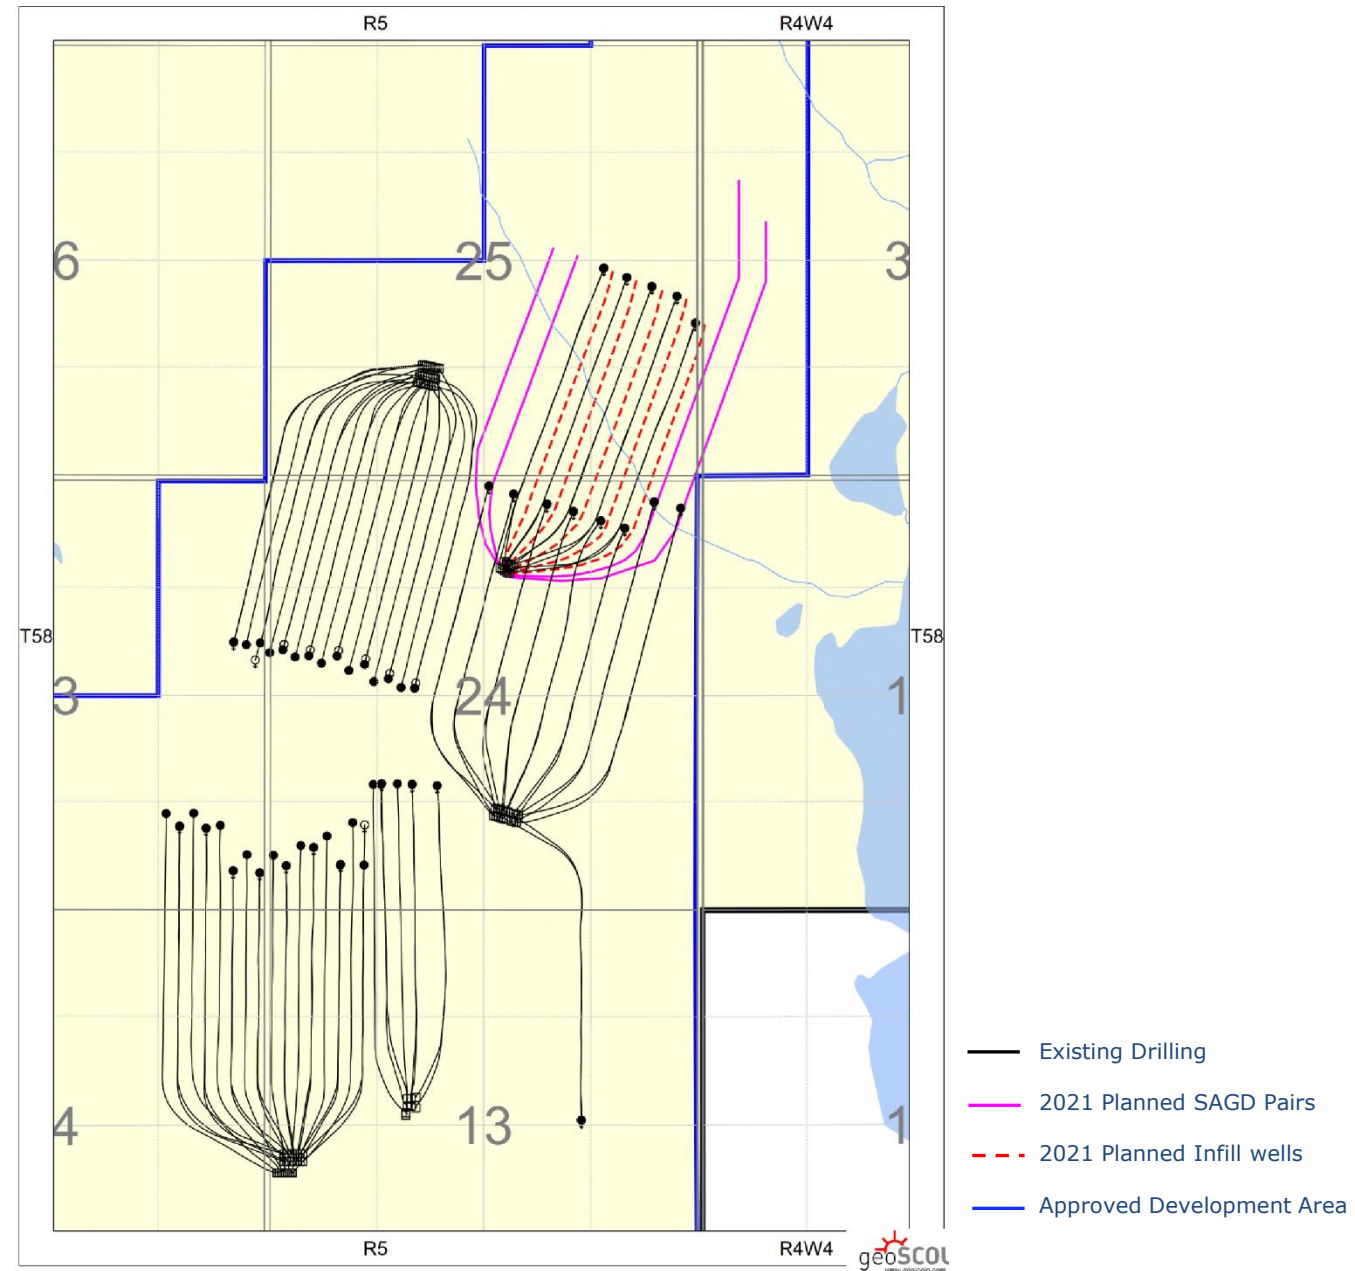 R5 R4W4
6 25 3
T58 T58
3 24 1
4 13 1
Existing Drilling
2021 Planned SAGD Pairs
2021 Planned Infill wells
Approved Development Area
R5 R4W4
geoSCOU